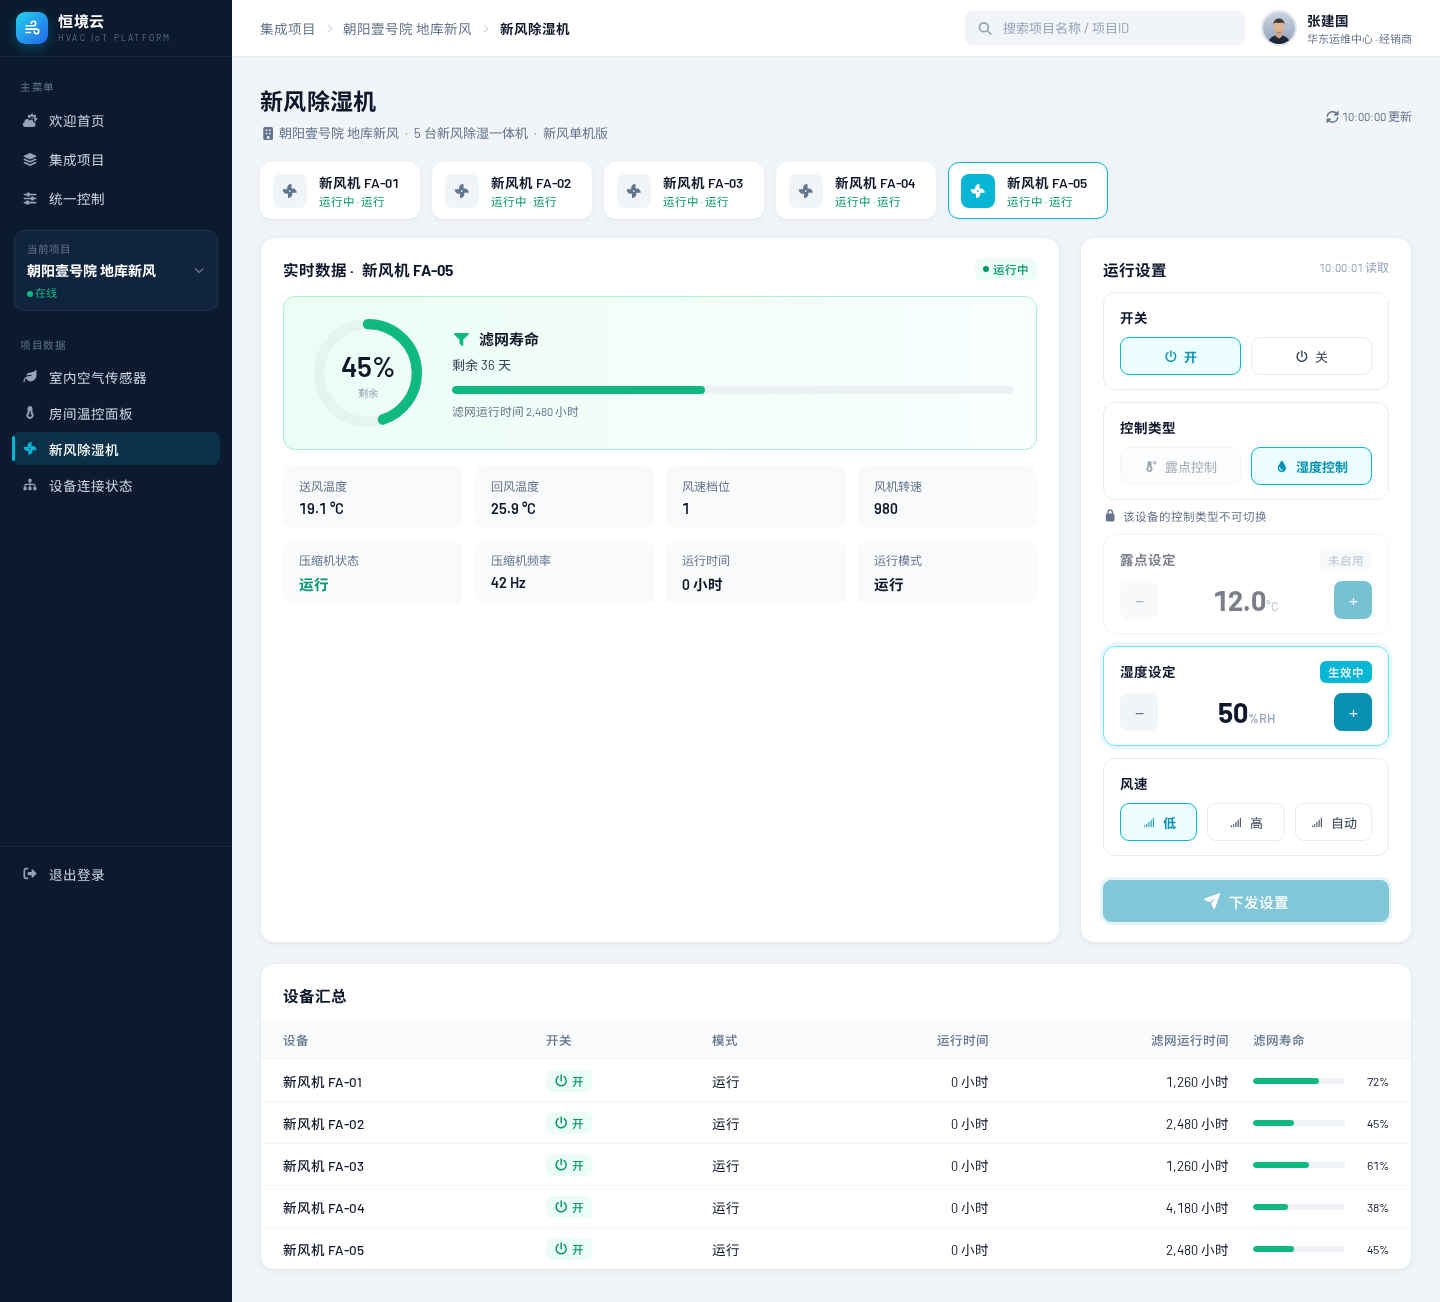 恒境云
HVAC IoT PLATFORM
主菜单
欢迎首页
集成项目
统一控制
当前项目
朝阳壹号院 地库新风
在线
项目数据
室内空气传感器
房间温控面板
新风除湿机
设备连接状态
退出登录
集成项目 > 朝阳壹号院 地库新风 > 新风除湿机
搜索项目名称 / 项目ID
张建国
华东运维中心 · 经销商
新风除湿机
朝阳壹号院 地库新风 · 5 台新风除湿一体机 · 新风单机版
10:00:00 更新
新风机 FA-01
运行中 · 运行
新风机 FA-02
运行中 · 运行
新风机 FA-03
运行中 · 运行
新风机 FA-04
运行中 · 运行
新风机 FA-05
运行中 · 运行
实时数据 · 新风机 FA-05
运行中
45%
剩余
滤网寿命
剩余 36 天
滤网运行时间 2,480 小时
送风温度
19.1 °C
回风温度
25.9 °C
风速档位
1
风机转速
980
压缩机状态
运行
压缩机频率
42 Hz
运行时间
0 小时
运行模式
运行
运行设置
10:00:01 读取
开关
开
关
控制类型
露点控制
湿度控制
该设备的控制类型不可切换
露点设定
未启用
− 12.0°C +
湿度设定
生效中
− 50%RH +
风速
低
高
自动
下发设置
设备汇总
设备 开关 模式 运行时间 滤网运行时间 滤网寿命
新风机 FA-01 开 运行 0 小时 1,260 小时 72%
新风机 FA-02 开 运行 0 小时 2,480 小时 45%
新风机 FA-03 开 运行 0 小时 1,260 小时 61%
新风机 FA-04 开 运行 0 小时 4,180 小时 38%
新风机 FA-05 开 运行 0 小时 2,480 小时 45%